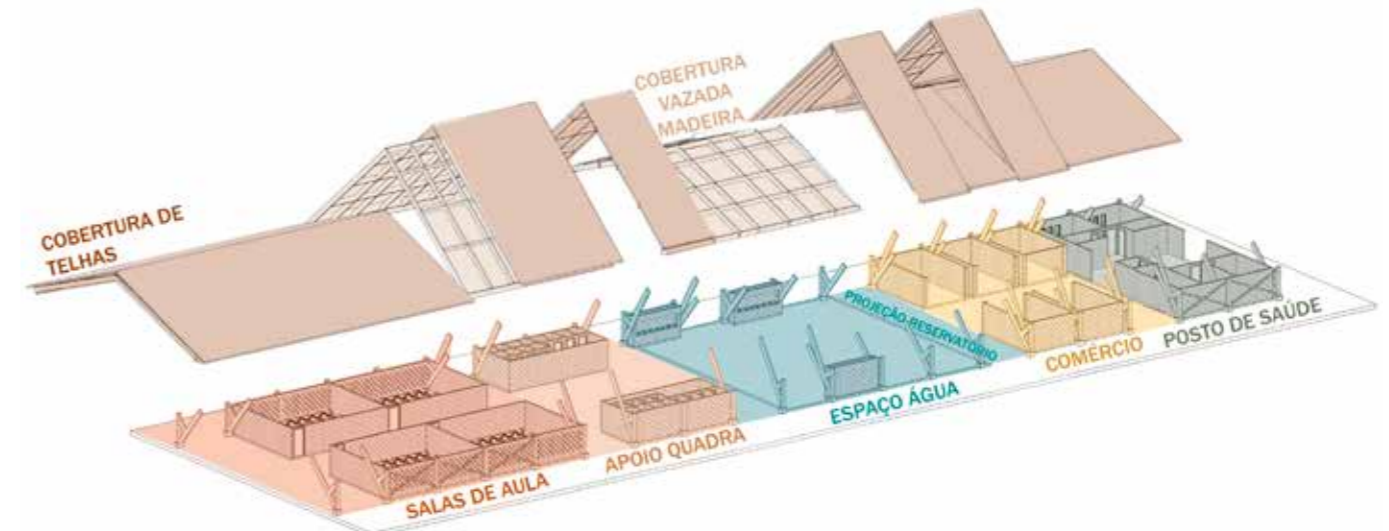 COBERTURA
VAZADA
MADEIRA
COBERTURA DE
TELHAS
PROJEÇÃO RESERVATÓRIO
POSTO DE SAÚDE
COMÉRCIO
ESPAÇO ÁGUA
APOIO QUADRA
SALAS DE AULA